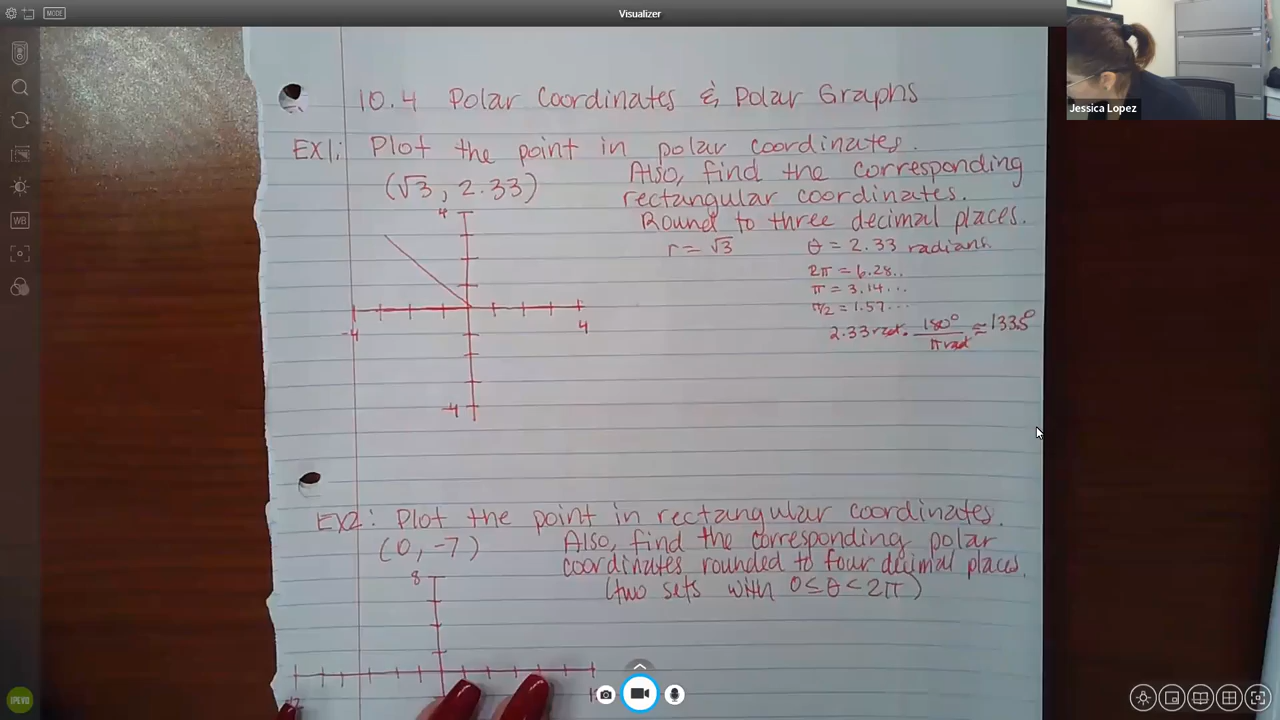 MODE
Visualizer
Jessica Lopez
WB
10.4 Polar Coordinates & Polar Graphs
EX1: Plot the point in polar coordinates.
Also, find the corresponding
rectangular coordinates.
Round to three decimal places.
(√3, 2.33)
r = √3
θ = 2.33 radians.
2π = 6.28..
π = 3.14...
π/2 = 1.57...
2.33 rad. 180°/π rad ≈ 133.5°
4
-4
4
-4
EX2: Plot the point in rectangular coordinates.
(0, -7)
Also, find the corresponding polar
coordinates rounded to four decimal places.
(two sets with 0 ≤ θ < 2π)
8
IPEVO